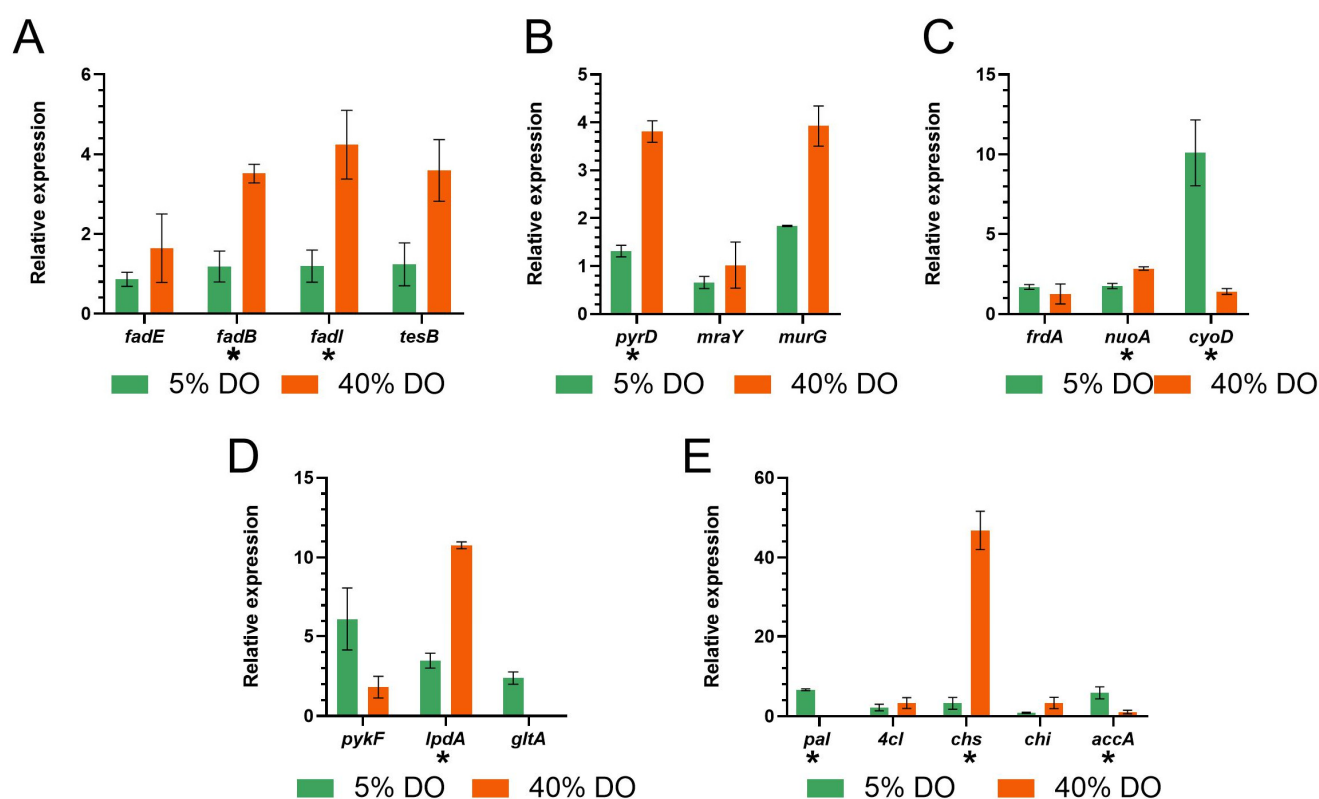 A
Relative expression
6
4
2
0
fadE fadB fadI tesB
* *
5% DO 40% DO
B
Relative expression
5
4
3
2
1
0
pyrD mraY murG
*
5% DO 40% DO
C
Relative expression
15
10
5
0
frdA nuoA cyoD
* *
5% DO 40% DO
D
Relative expression
15
10
5
0
pykF lpdA gltA
*
5% DO 40% DO
E
Relative expression
60
40
20
0
pal 4cl chs chi accA
* * *
5% DO 40% DO